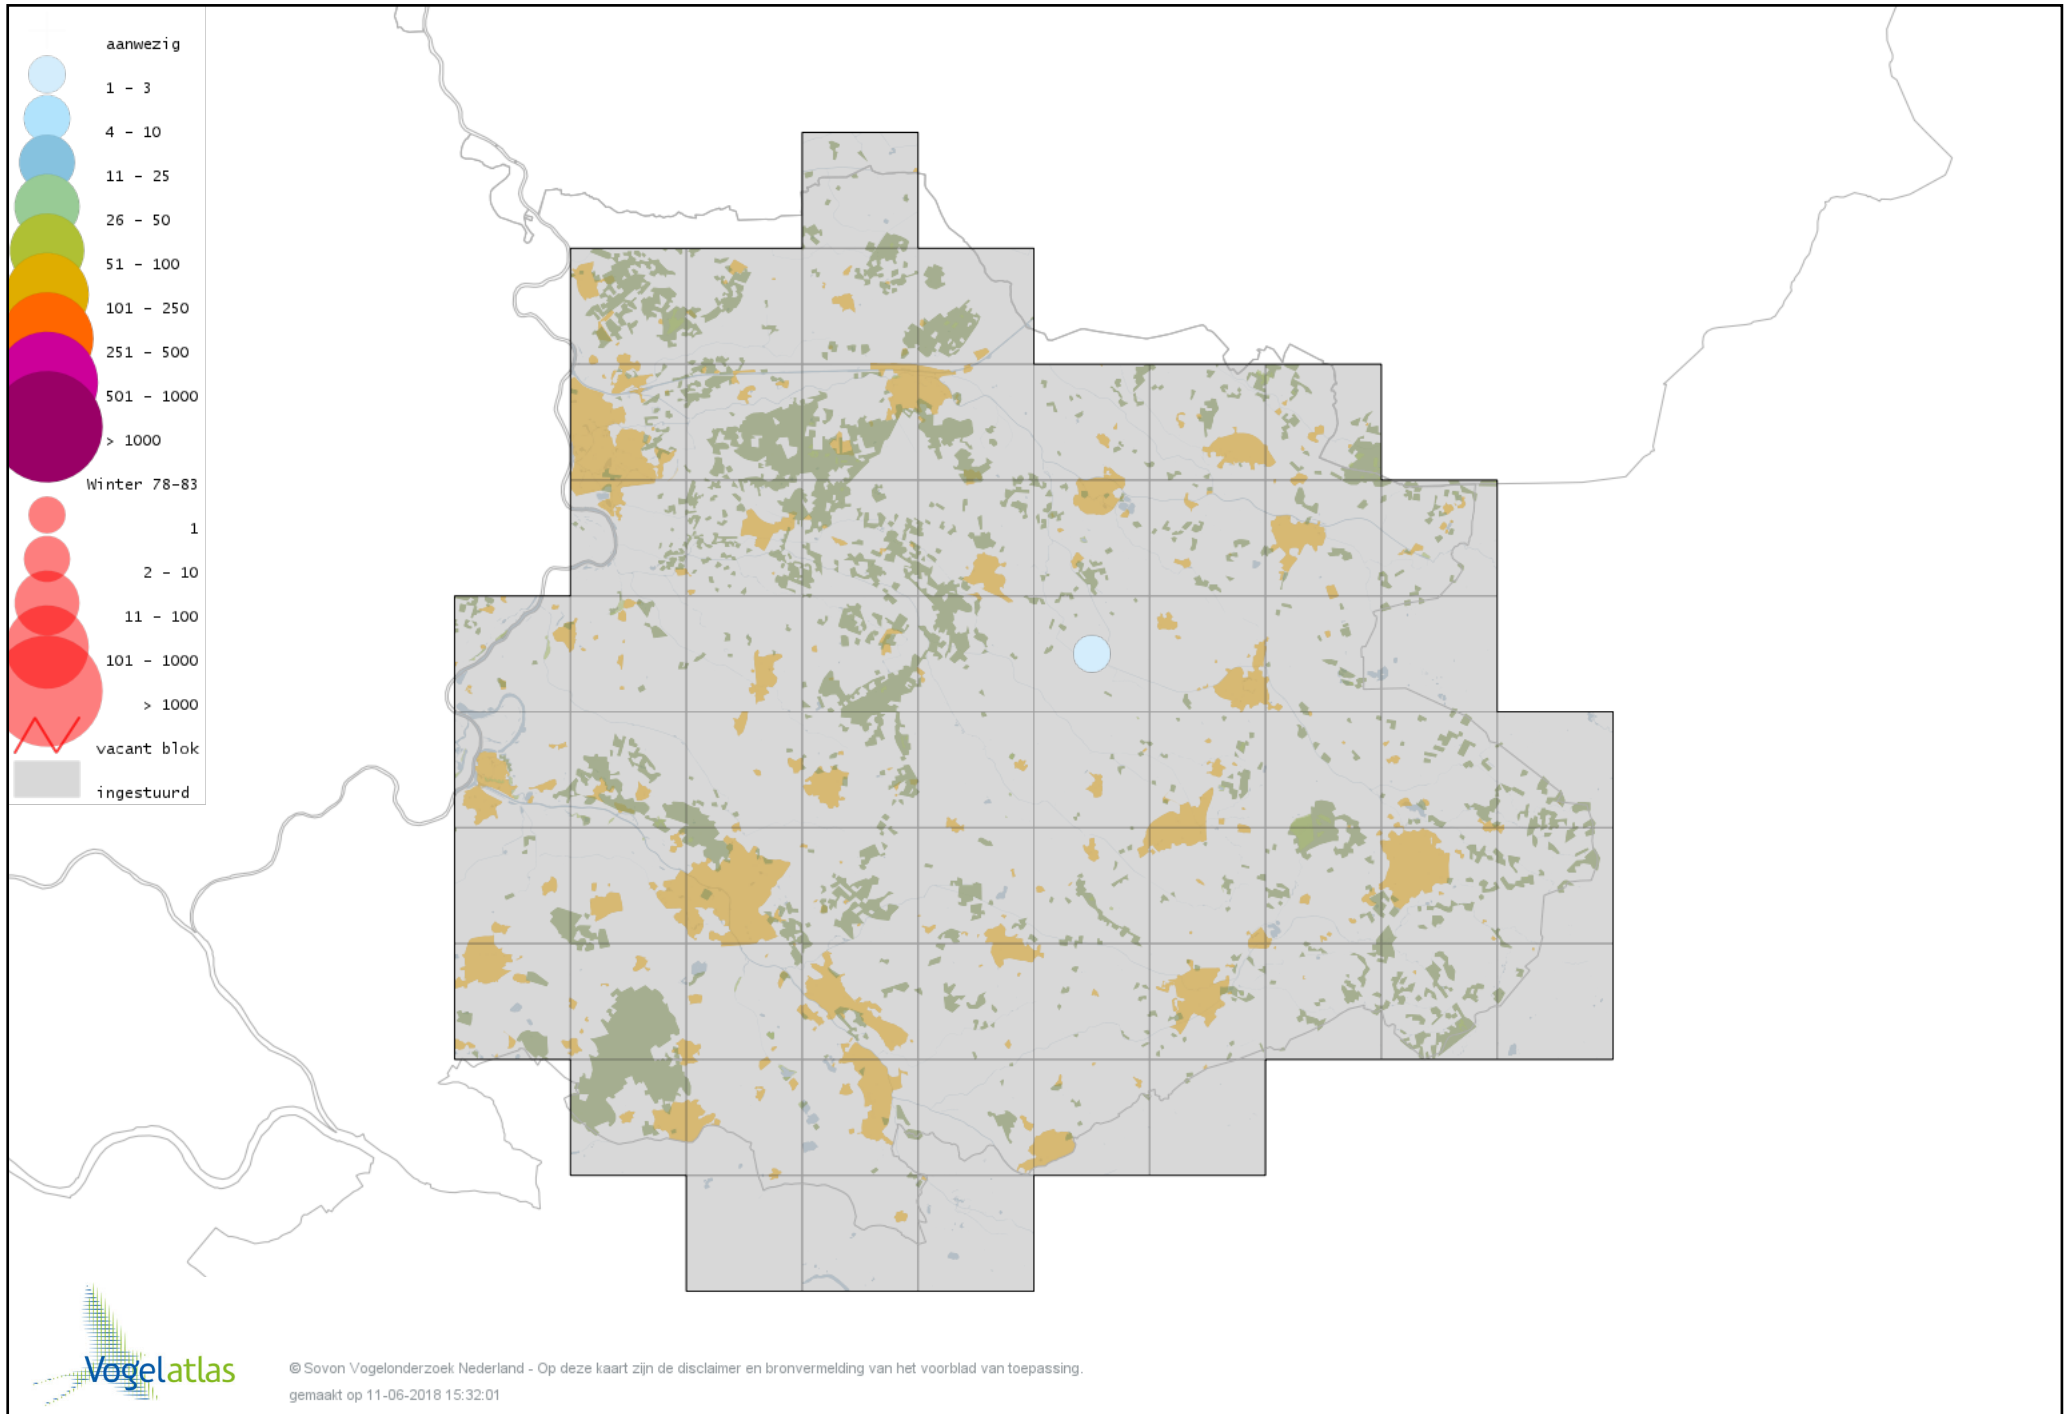 aanwezig
1 – 3
4 – 10
11 – 25
26 – 50
51 – 100
101 – 250
251 – 500
501 – 1000
> 1000
Winter 78-83
1
2 – 10
11 – 100
101 – 1000
> 1000
vacant blok
ingestuurd
Vogelatlas
© Sovon Vogelonderzoek Nederland - Op deze kaart zijn de disclaimer en bronvermelding van het voorblad van toepassing.
gemaakt op 11-06-2018 15:32:01